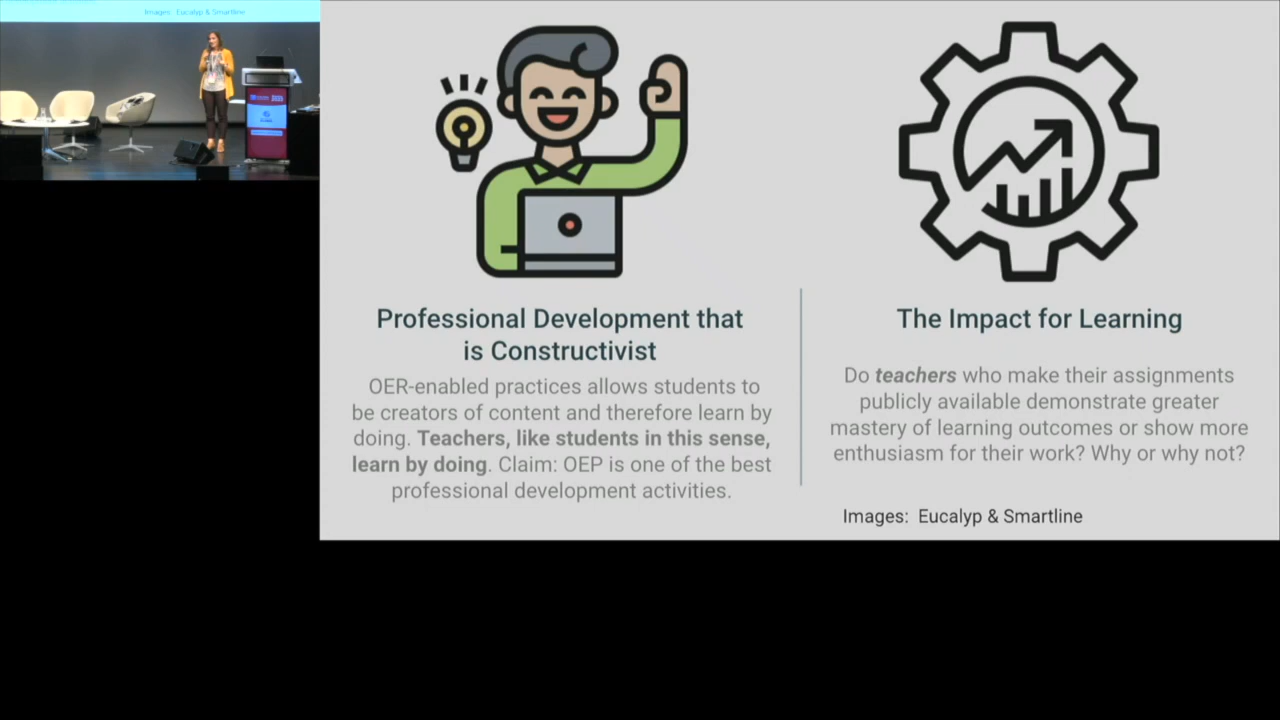 Images: Eucalyp & Smartline
Professional Development that
is Constructivist
OER-enabled practices allows students to
be creators of content and therefore learn by
doing. Teachers, like students in this sense,
learn by doing. Claim: OEP is one of the best
professional development activities.
The Impact for Learning
Do teachers who make their assignments
publicly available demonstrate greater
mastery of learning outcomes or show more
enthusiasm for their work? Why or why not?
Images: Eucalyp & Smartline